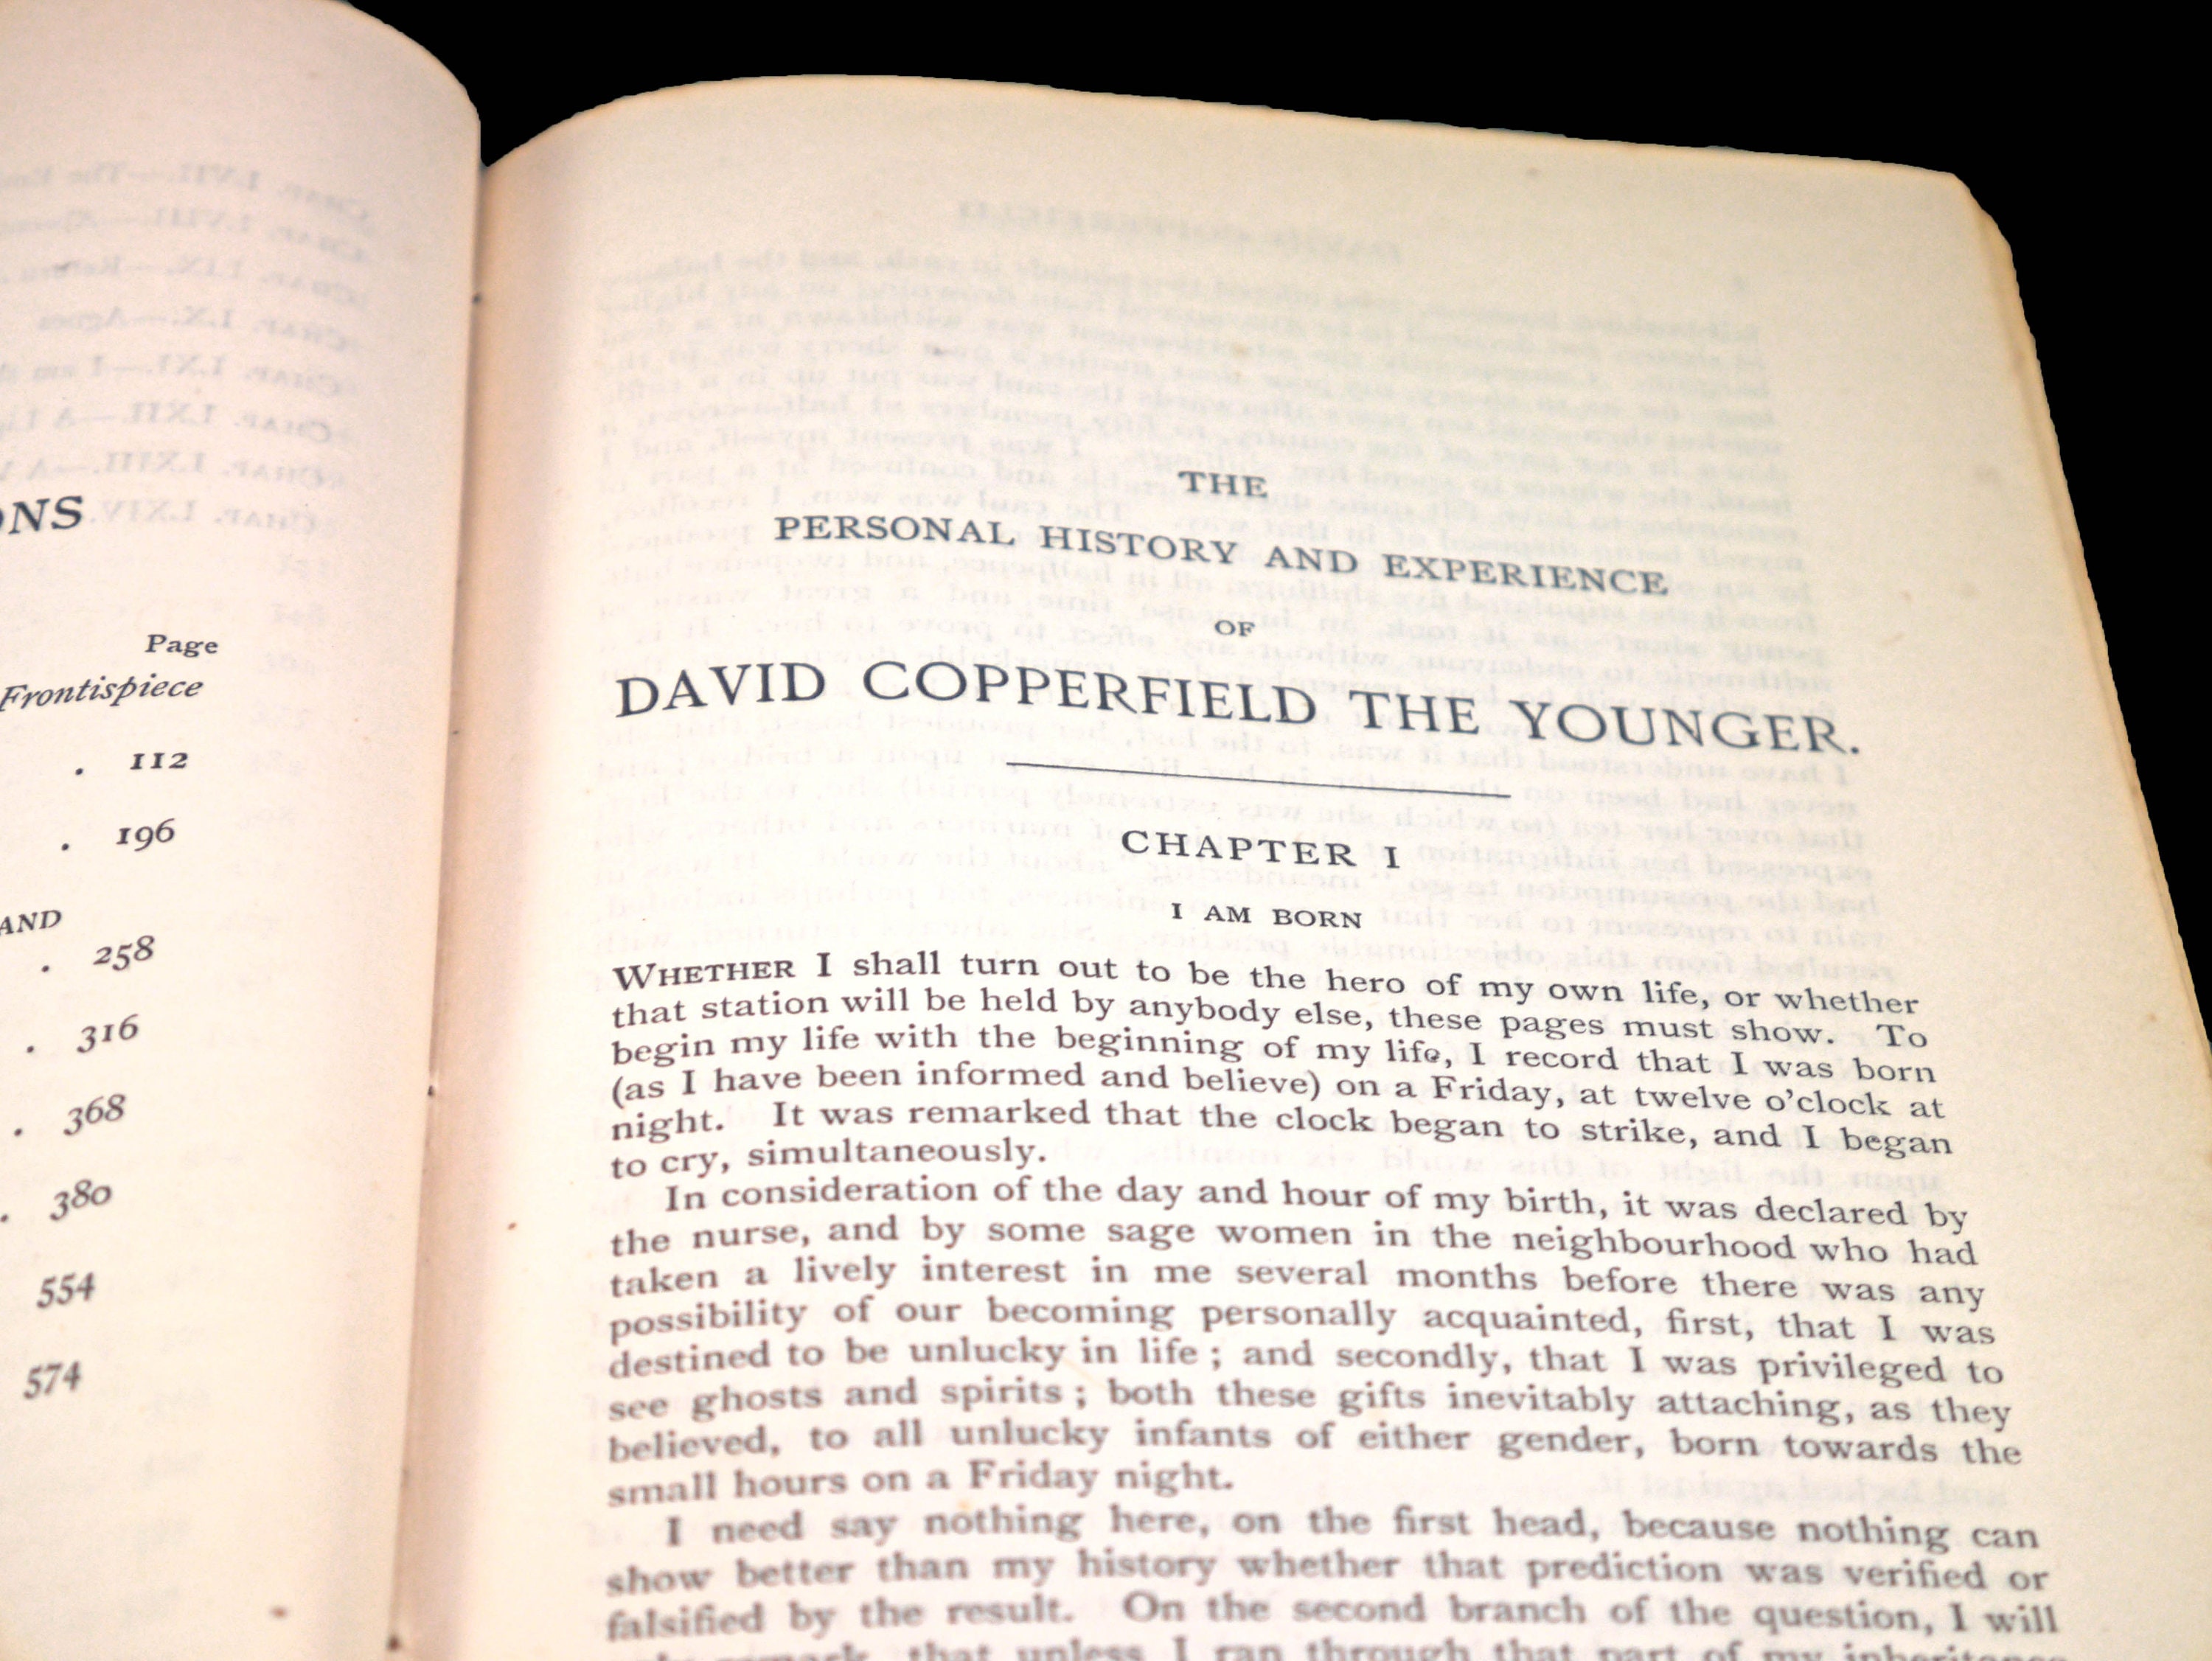 Page
Frontispiece
. 112
. 196
AND
. 258
. 316
. 368
. 380
554
574
THE
PERSONAL HISTORY AND EXPERIENCE
OF
DAVID COPPERFIELD THE YOUNGER.
CHAPTER I
I AM BORN
WHETHER I shall turn out to be the hero of my own life, or whether
that station will be held by anybody else, these pages must show. To
begin my life with the beginning of my life, I record that I was born
(as I have been informed and believe) on a Friday, at twelve o'clock at
night. It was remarked that the clock began to strike, and I began
to cry, simultaneously.
In consideration of the day and hour of my birth, it was declared by
the nurse, and by some sage women in the neighbourhood who had
taken a lively interest in me several months before there was any
possibility of our becoming personally acquainted, first, that I was
destined to be unlucky in life ; and secondly, that I was privileged to
see ghosts and spirits ; both these gifts inevitably attaching, as they
believed, to all unlucky infants of either gender, born towards the
small hours on a Friday night.
I need say nothing here, on the first head, because nothing can
show better than my history whether that prediction was verified or
falsified by the result. On the second branch of the question, I will
remark, that unless I ran through that part of my